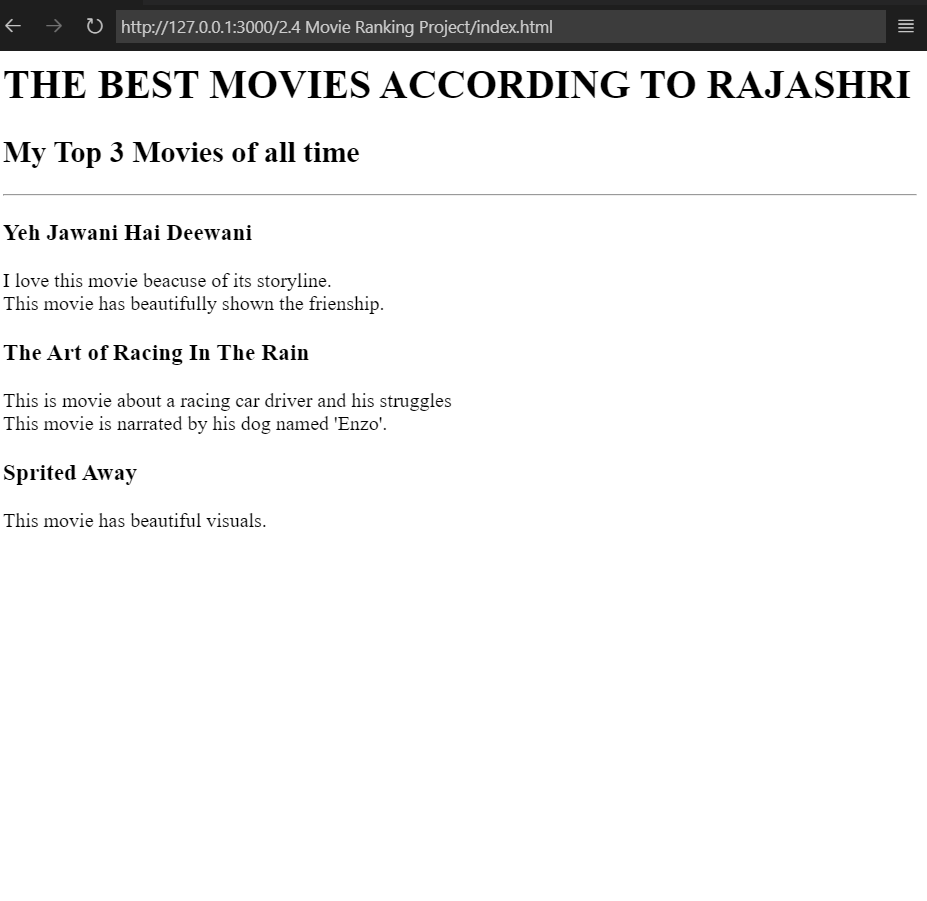 http://127.0.0.1:3000/2.4 Movie Ranking Project/index.html
THE BEST MOVIES ACCORDING TO RAJASHRI
My Top 3 Movies of all time
Yeh Jawani Hai Deewani
I love this movie beacuse of its storyline.
This movie has beautifully shown the frienship.
The Art of Racing In The Rain
This is movie about a racing car driver and his struggles
This movie is narrated by his dog named 'Enzo'.
Sprited Away
This movie has beautiful visuals.